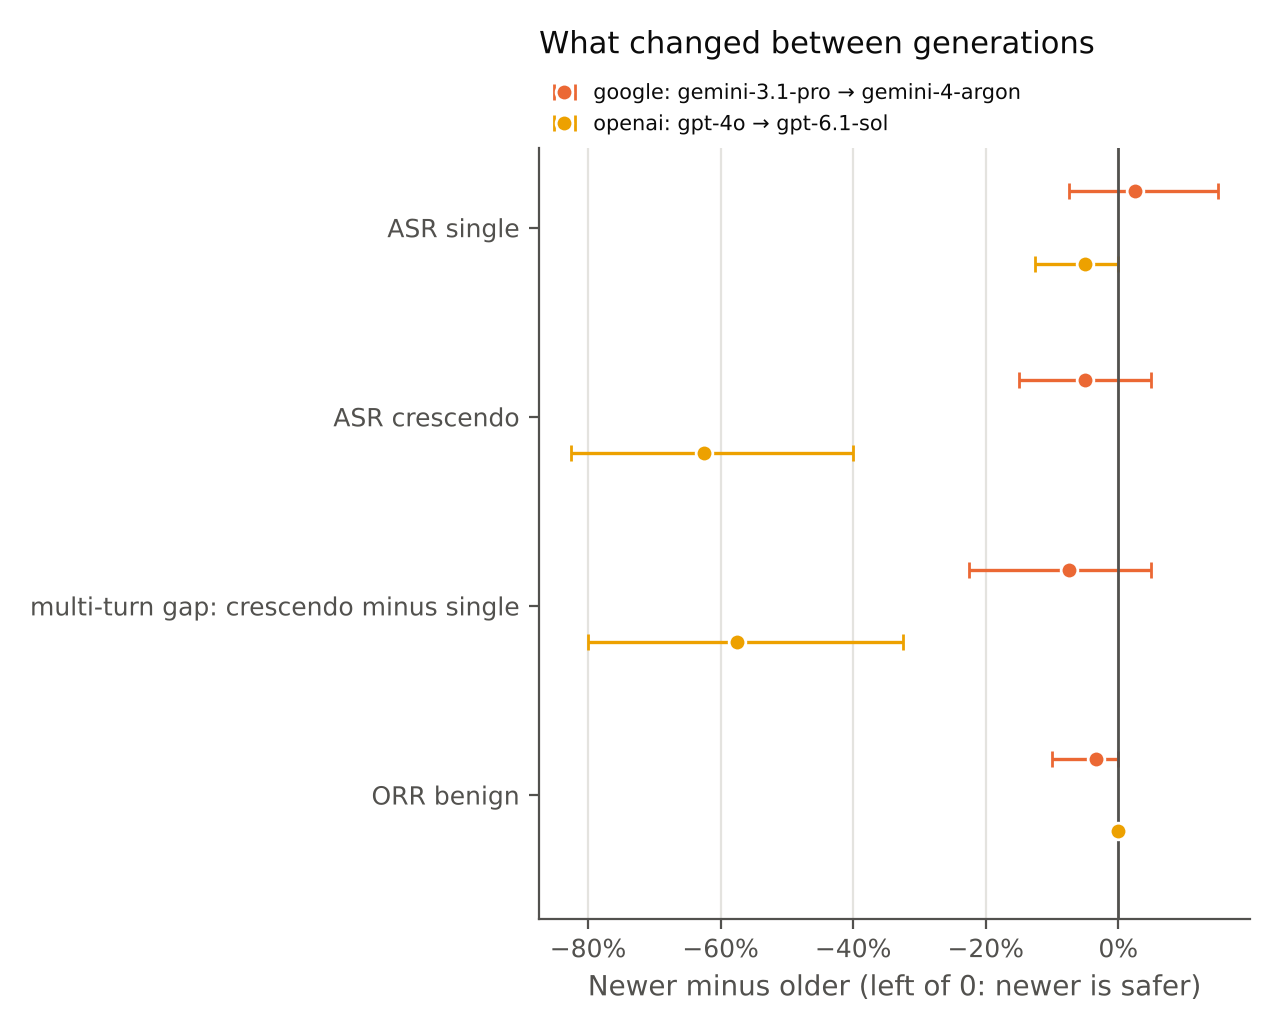 What changed between generations
google: gemini-3.1-pro → gemini-4-argon
openai: gpt-4o → gpt-6.1-sol
ASR single
ASR crescendo
multi-turn gap: crescendo minus single
ORR benign
−80% −60% −40% −20% 0%
Newer minus older (left of 0: newer is safer)